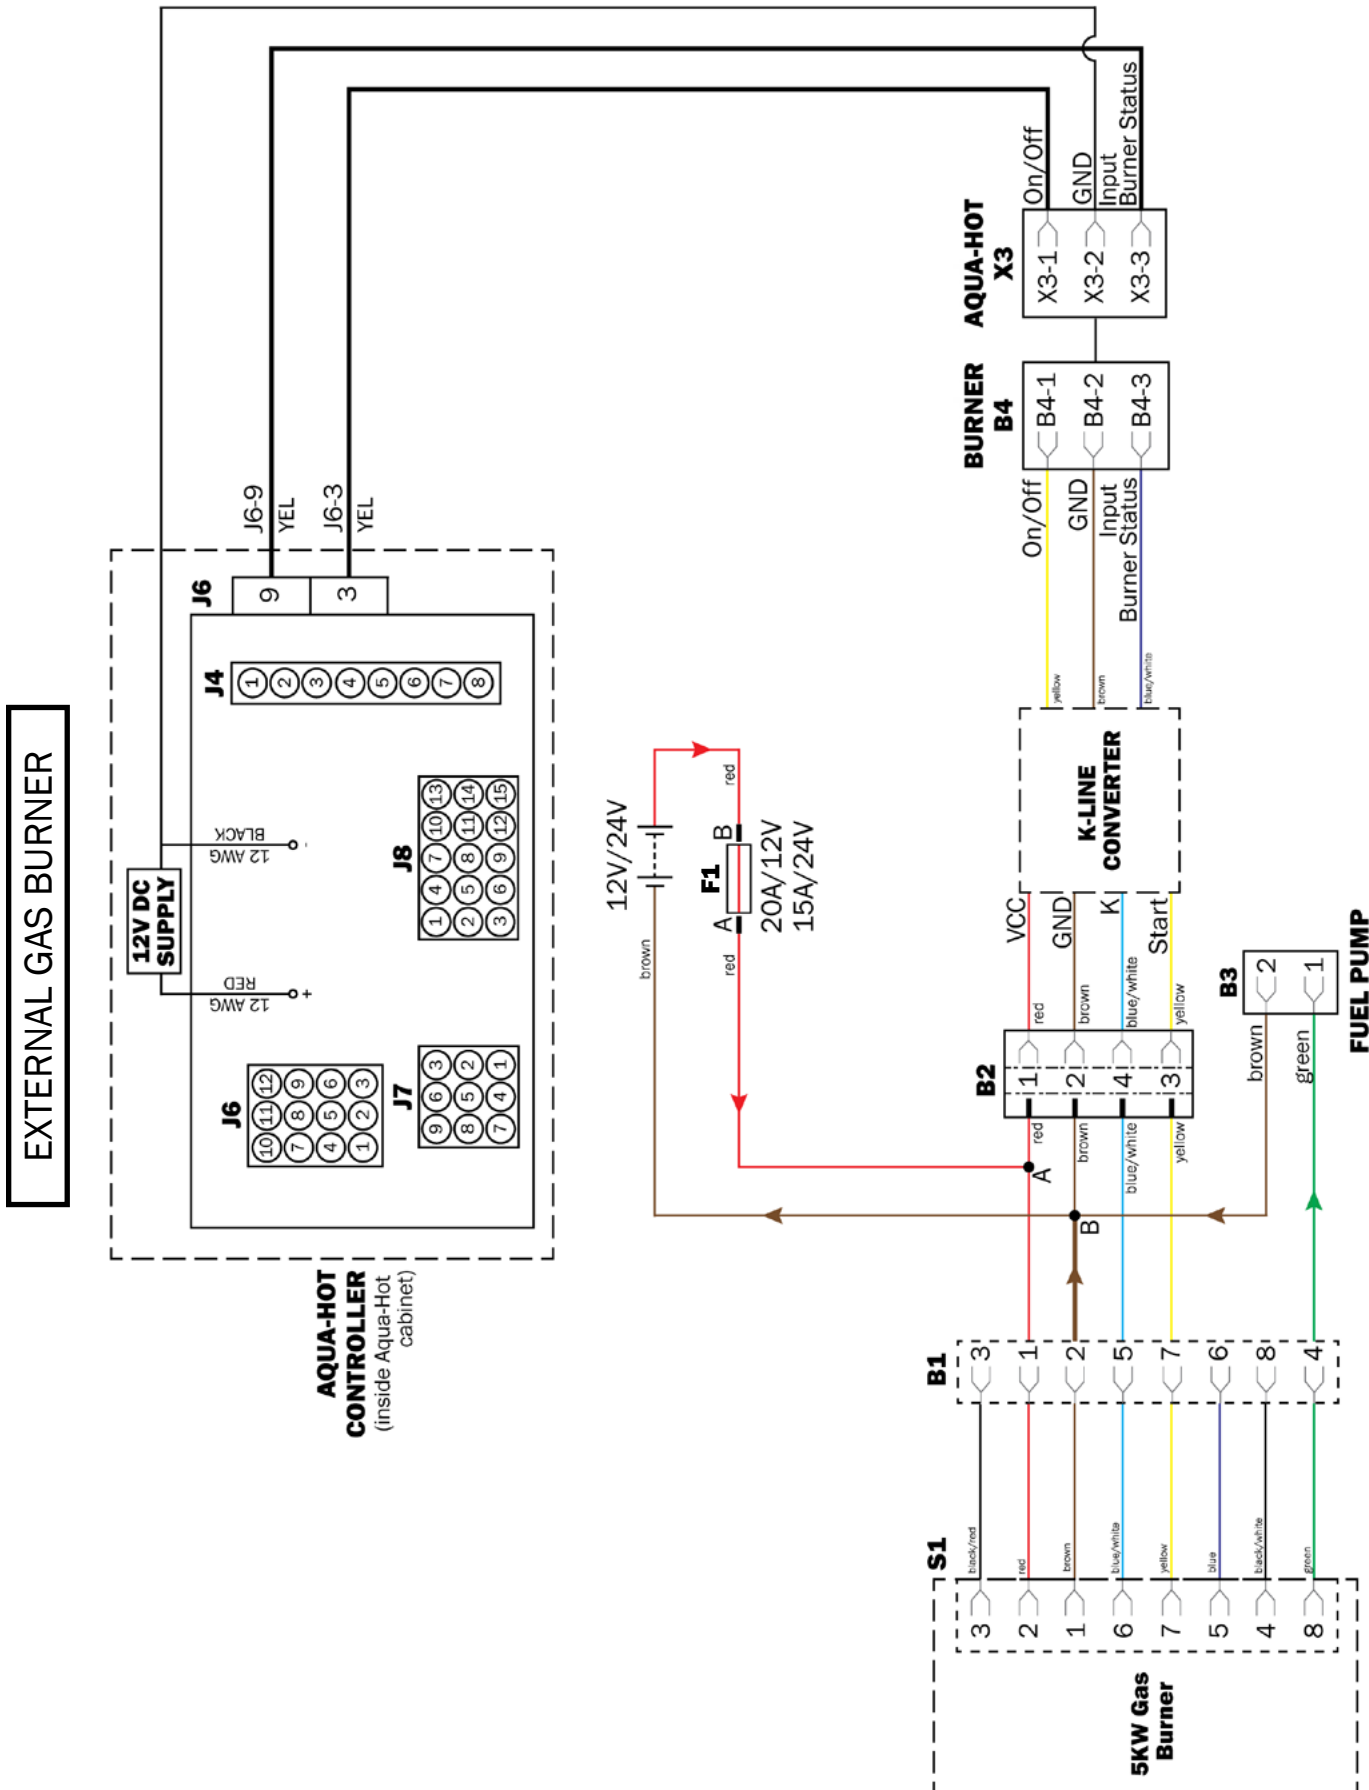 EXTERNAL GAS BURNER
AQUA-HOT
CONTROLLER
(inside Aqua-Hot
cabinet)
12V DC
SUPPLY
12 AWG
RED
+
12 AWG
BLACK
-
J6
10 11 12
7 8 9
4 5 6
1 2 3
J7
9 6 3
8 5 2
7 4 1
J8
1 4 7 10 13
2 5 8 11 14
3 6 9 12 15
J4
1
2
3
4
5
6
7
8
J6
9
3
J6-9
YEL
J6-3
YEL
12V/24V
brown
red
F1
A
B
red
20A/12V
15A/24V
5KW Gas
Burner
S1
3
2
1
6
7
5
4
8
black/red
red
brown
blue/white
yellow
blue
black/white
green
B1
3
1
2
5
7
6
8
4
A
B
red
brown
blue/white
yellow
B2
1
2
4
3
red
brown
blue/white
yellow
VCC
GND
K
Start
K-LINE
CONVERTER
yellow
brown
blue/white
On/Off
GND
Input
Burner Status
BURNER
B4
B4-1
B4-2
B4-3
AQUA-HOT
X3
X3-1
X3-2
X3-3
On/Off
GND
Input
Burner Status
brown
green
B3
2
1
FUEL PUMP